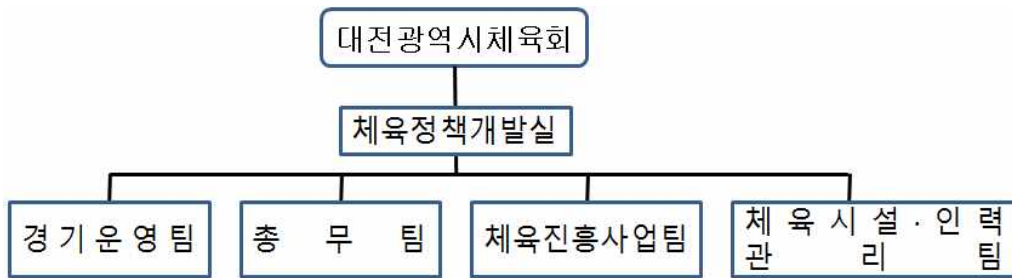 대전광역시체육회
체육정책개발실
경기운영팀
총 무 팀
체육진흥사업팀
체육시설·인력
관 리 팀